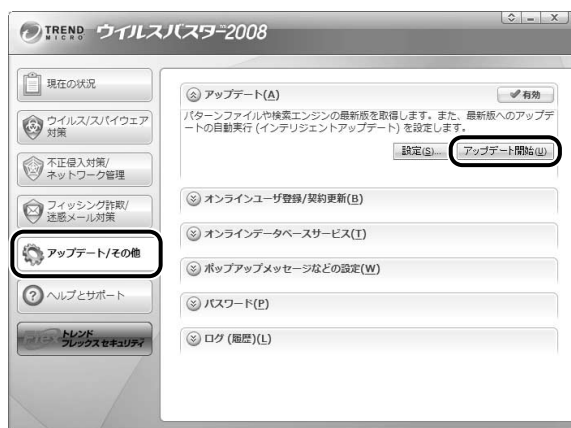 TREND MICRO ウイルスバスター™2008
現在の状況
ウイルス/スパイウェア
対策
不正侵入対策/
ネットワーク管理
フィッシング詐欺/
迷惑メール対策
アップデート/その他
ヘルプとサポート
Flex トレンド
フレックス セキュリティ
アップデート(A)
有効
パターンファイルや検索エンジンの最新版を取得します。また、最新版へのアップデ
ートの自動実行 (インテリジェントアップデート) を設定します。
設定(S)...
アップデート開始(U)
オンラインユーザ登録/契約更新(B)
オンラインデータベースサービス(T)
ポップアップメッセージなどの設定(W)
パスワード(P)
ログ (履歴)(L)